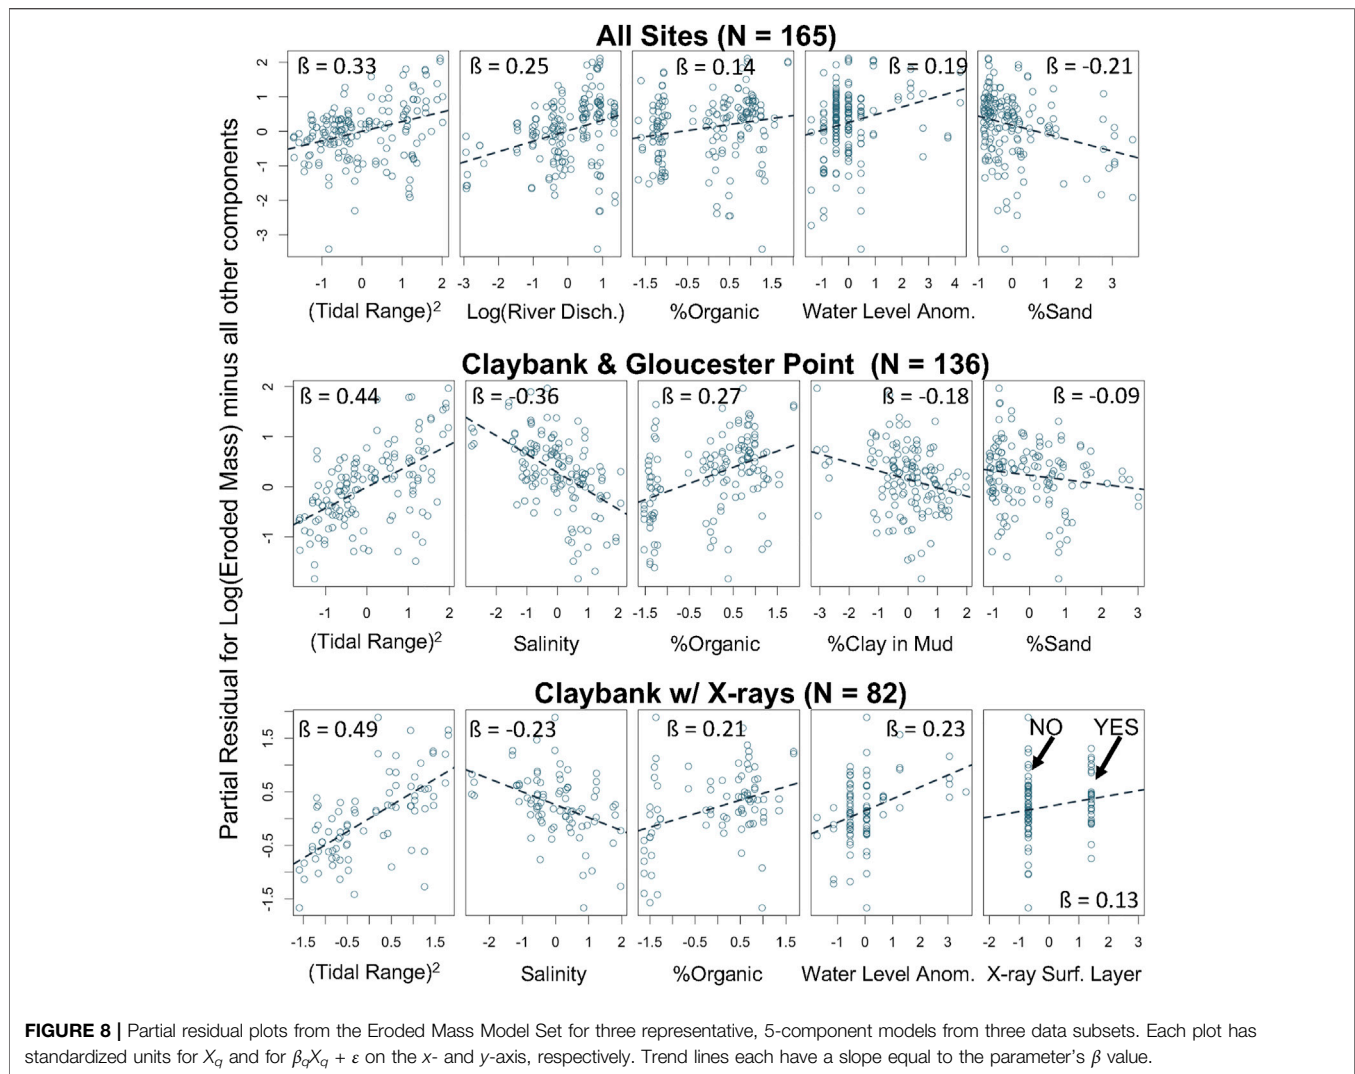 All Sites (N = 165)
ß = 0.33
ß = 0.25
ß = 0.14
ß = 0.19
ß = -0.21
2
1
0
-1
-2
-3
-1 0 1 2
-3 -2 -1 0 1
-1.5 -0.5 0.5 1.5
-1 0 1 2 3 4
-1 0 1 2 3
(Tidal Range)²
Log(River Disch.)
%Organic
Water Level Anom.
%Sand
Partial Residual for Log(Eroded Mass) minus all other components
Claybank & Gloucester Point (N = 136)
ß = 0.44
ß = -0.36
ß = 0.27
ß = -0.18
ß = -0.09
2
1
0
-1
-1 0 1 2
-2 -1 0 1 2
-1.5 -0.5 0.5 1.5
-3 -2 -1 0 1 2
-1 0 1 2 3
(Tidal Range)²
Salinity
%Organic
%Clay in Mud
%Sand
Claybank w/ X-rays (N = 82)
ß = 0.49
ß = -0.23
ß = 0.21
ß = 0.23
NO
YES
ß = 0.13
1.5
0.5
-0.5
-1.5
-1.5 -0.5 0.5 1.5
-2 -1 0 1 2
-1.5 -0.5 0.5 1.5
-2 -1 0 1 2 3
-2 -1 0 1 2 3
(Tidal Range)²
Salinity
%Organic
Water Level Anom.
X-ray Surf. Layer
FIGURE 8 | Partial residual plots from the Eroded Mass Model Set for three representative, 5-component models from three data subsets. Each plot has
standardized units for Xq and for βqXq + ε on the x- and y-axis, respectively. Trend lines each have a slope equal to the parameter's β value.